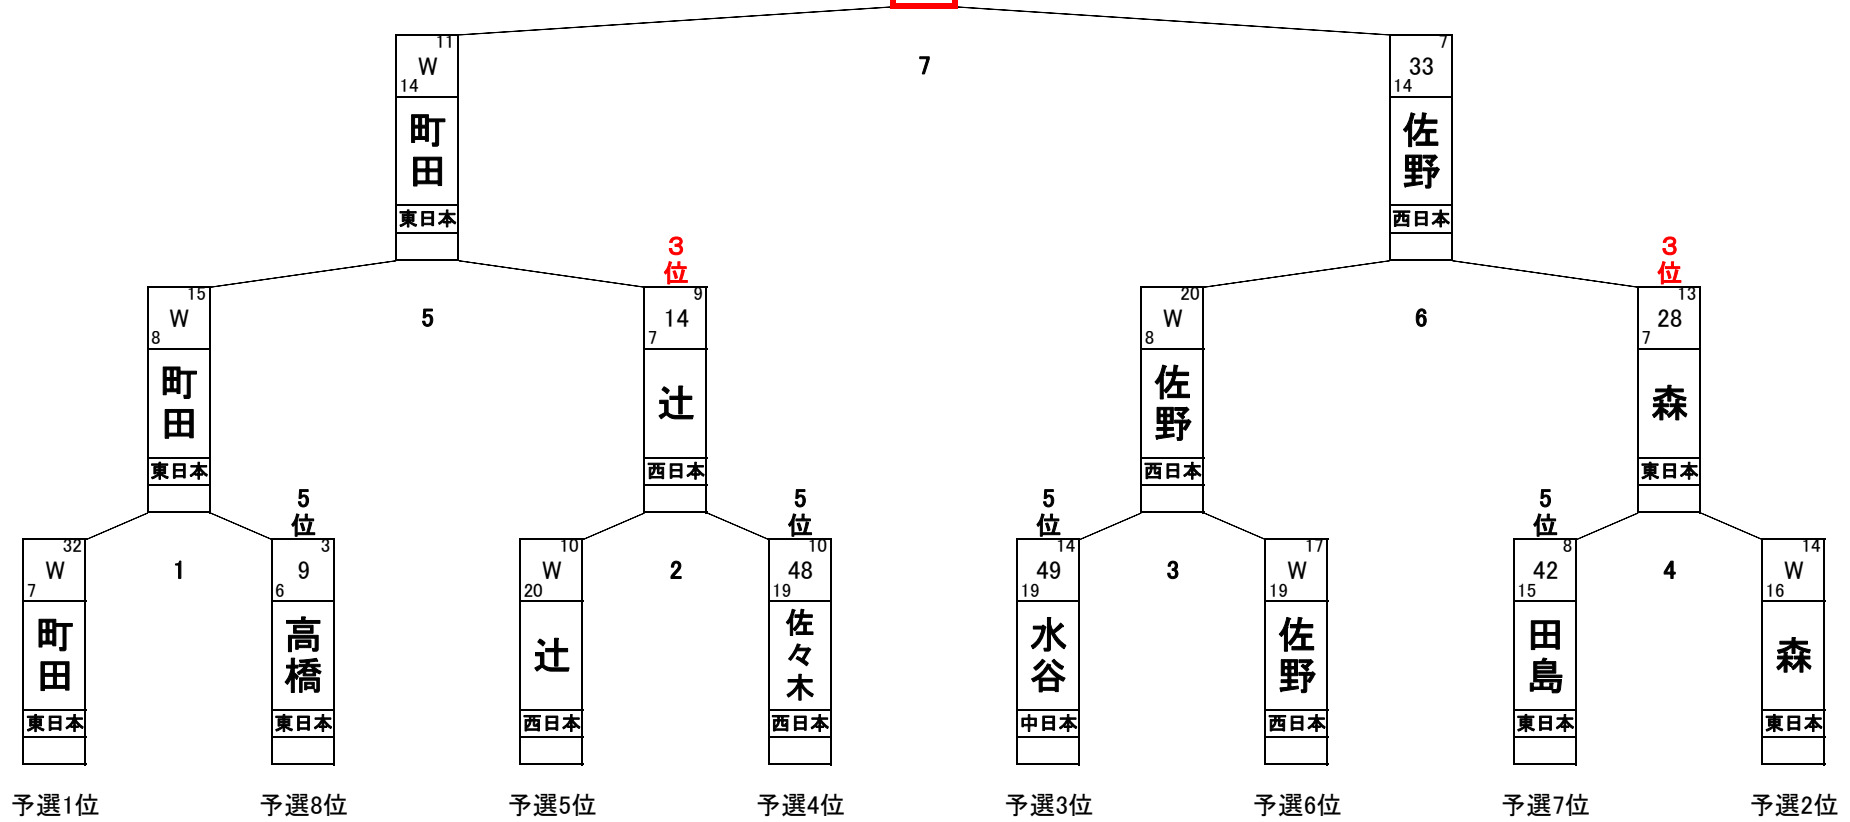 11 7
W 7 33
14 14
町田 佐野
東日本 西日本
3位 3位
15 9 20 13
W 5 14 W 6 28
8 7 8 7
町田 辻 佐野 森
東日本 西日本 西日本 東日本
5位 5位 5位 5位
32 3 10 10 14 17 8 14
W 1 9 W 2 48 49 3 W 42 4 W
7 6 20 19 19 19 15 16
町田 高橋 辻 佐々木 水谷 佐野 田島 森
東日本 東日本 西日本 西日本 中日本 西日本 東日本 東日本
予選1位 予選8位 予選5位 予選4位 予選3位 予選6位 予選7位 予選2位